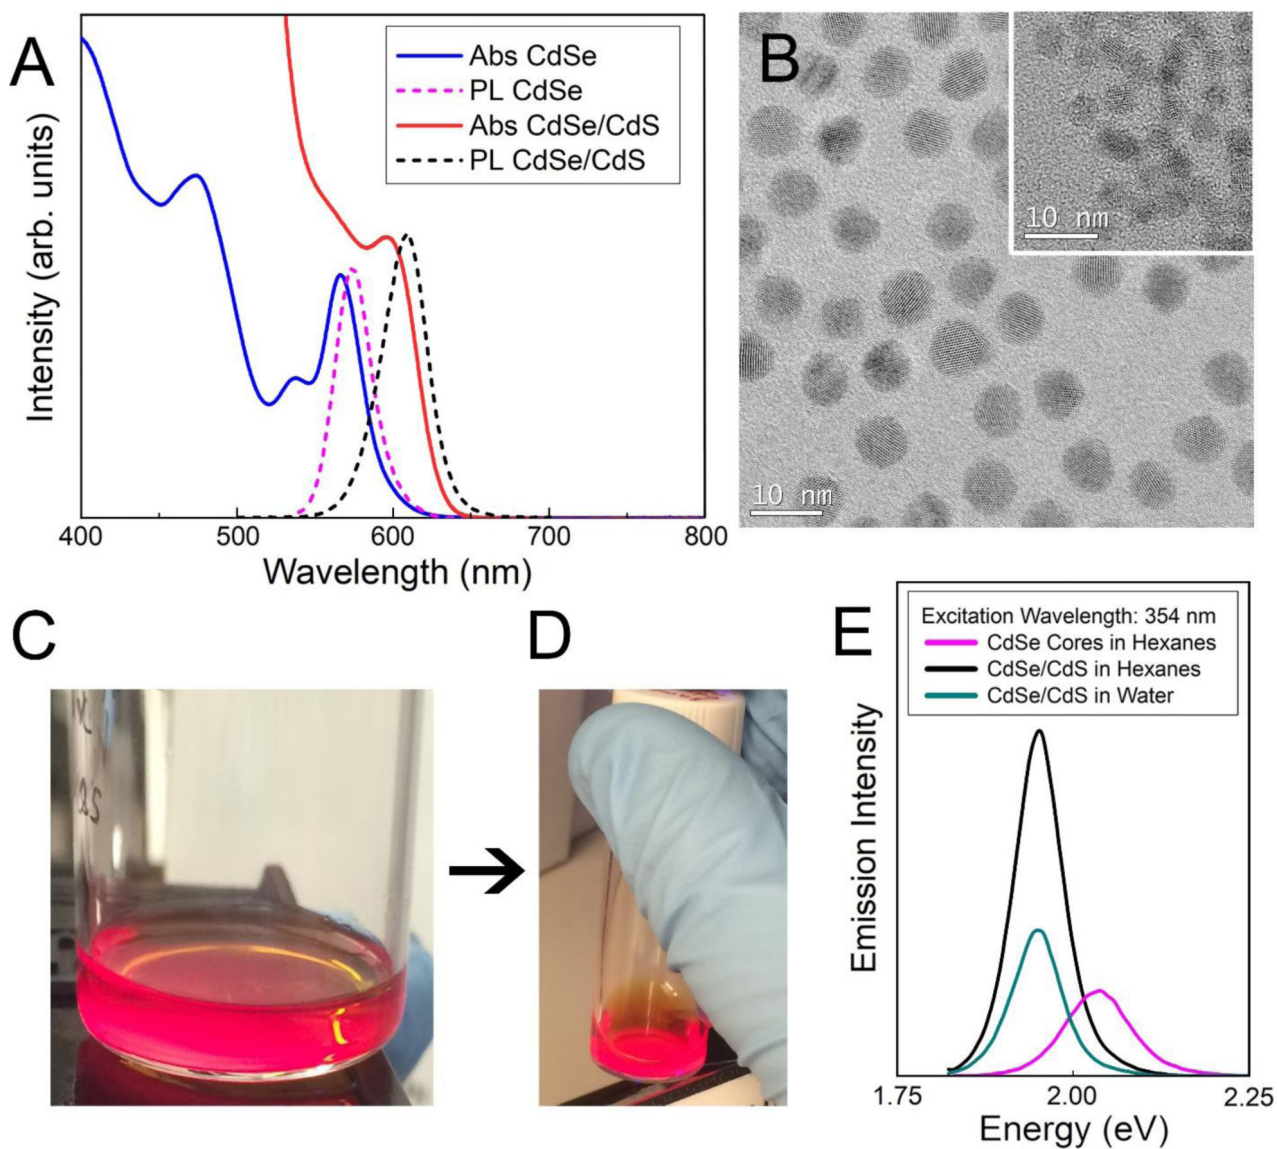 A
Intensity (arb. units)
Abs CdSe
PL CdSe
Abs CdSe/CdS
PL CdSe/CdS
400
500
600
700
800
Wavelength (nm)
B
10 nm
10 nm
C
D
E
Excitation Wavelength: 354 nm
CdSe Cores in Hexanes
CdSe/CdS in Hexanes
CdSe/CdS in Water
Emission Intensity
1.75
2.00
2.25
Energy (eV)